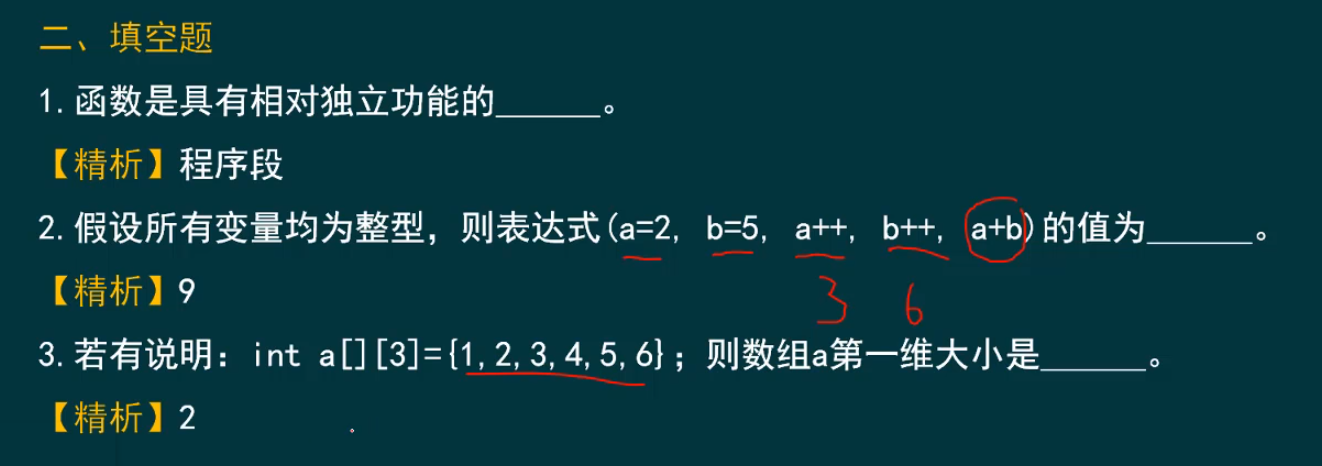 二、填空题
1.函数是具有相对独立功能的______。
【精析】程序段
2.假设所有变量均为整型，则表达式(a=2, b=5, a++, b++, a+b)的值为______。
3 6
【精析】9
3.若有说明：int a[][3]={1,2,3,4,5,6}；则数组a第一维大小是______。
【精析】2